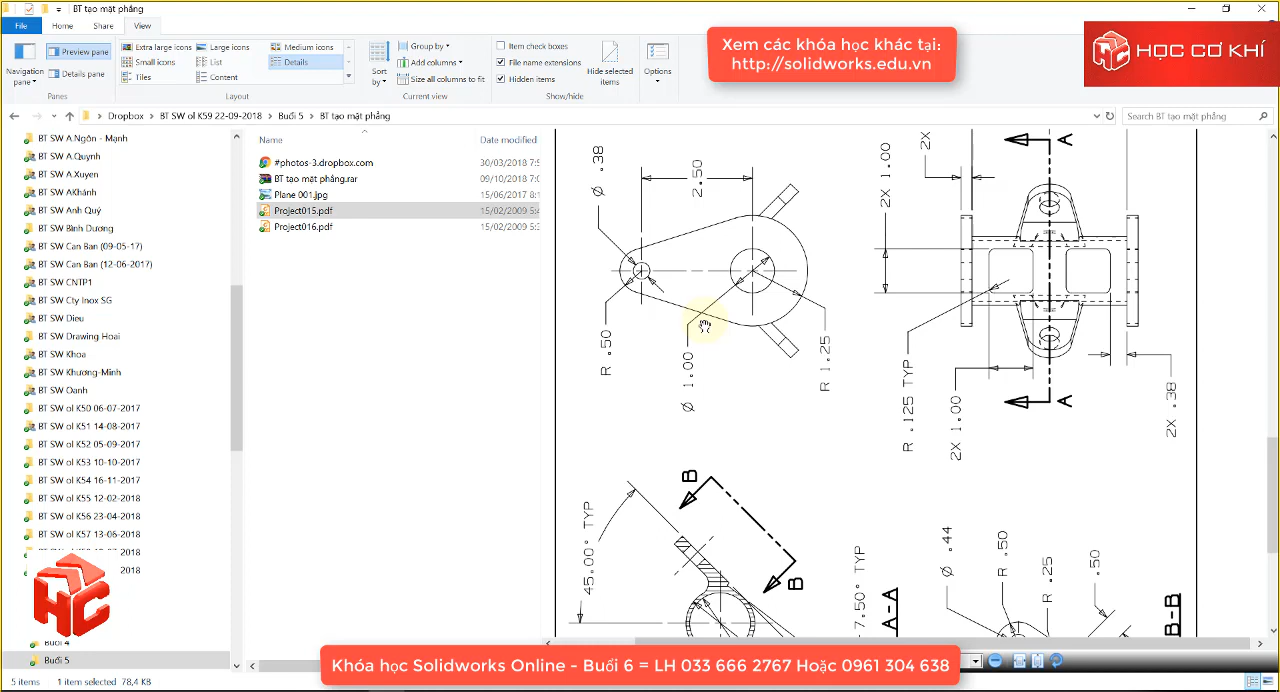 BT tạo mặt phẳng
File Home Share View
Navigation pane
Preview pane
Details pane
Panes
Extra large icons Large icons Medium icons
Small icons List Details
Tiles Content
Layout
Sort by
Group by
Add columns
Size all columns to fit
Current view
Item check boxes
File name extensions
Hidden items
Hide selected items
Options
Show/hide
Xem các khóa học khác tại:
http://solidworks.edu.vn
HỌC CƠ KHÍ
Dropbox > BT SW ol K59 22-09-2018 > Buổi 5 > BT tạo mặt phẳng
Search BT tạo mặt phẳng
BT SW A.Ngôn - Mạnh
BT SW A.Quynh
BT SW A.Xuyen
BT SW AKhánh
BT SW Anh Quý
BT SW Bình Dương
BT SW Can Ban (09-05-17)
BT SW Can Ban (12-06-2017)
BT SW CNTP1
BT SW Cty Inox SG
BT SW Dieu
BT SW Drawing Hoai
BT SW Khoa
BT SW Khương-Minh
BT SW Oanh
BT SW ol K50 06-07-2017
BT SW ol K51 14-08-2017
BT SW ol K52 05-09-2017
BT SW ol K53 10-10-2017
BT SW ol K54 16-11-2017
BT SW ol K55 12-02-2018
BT SW ol K56 23-04-2018
BT SW ol K57 13-06-2018
2018
2018
HC
Buổi 4
Buổi 5
Name Date modified
#photos-3.dropbox.com 30/03/2018 7:5
BT tạo mặt phẳng.rar 09/10/2018 7:0
Plane 001.jpg 15/06/2017 8:1
Project015.pdf 15/02/2009 5:4
Project016.pdf 15/02/2009 5:3
Ø .38
2.50
R .50
Ø 1.00
R 1.25
2X
2X 1.00
A
A
R .125 TYP
2X 1.00
2X .38
45.00° TYP
B
B
7.50° TYP
A-A
Ø .44
R .50
R .25
.50
B-B
Khóa học Solidworks Online - Buổi 6 = LH 033 666 2767 Hoặc 0961 304 638
5 items 1 item selected 78,4 KB